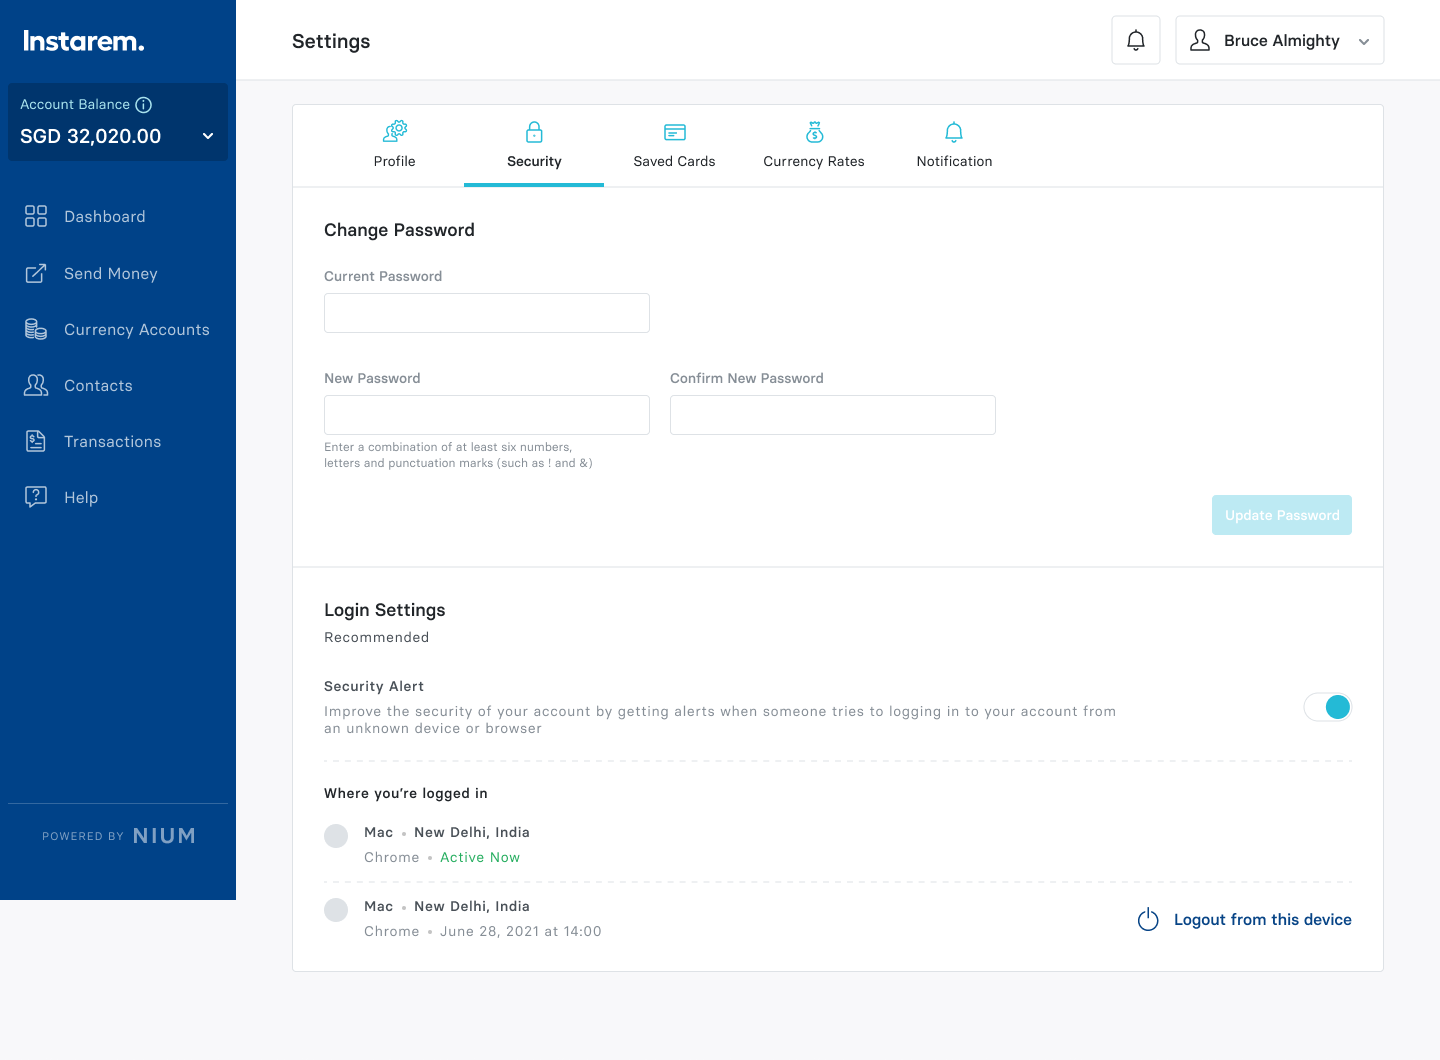 Instarem.
Account Balance
SGD 32,020.00
Dashboard
Send Money
Currency Accounts
Contacts
Transactions
Help
POWERED BY NIUM
Settings
Bruce Almighty
Profile
Security
Saved Cards
Currency Rates
Notification
Change Password
Current Password
New Password
Confirm New Password
Enter a combination of at least six numbers,
letters and punctuation marks (such as ! and &)
Update Password
Login Settings
Recommended
Security Alert
Improve the security of your account by getting alerts when someone tries to logging in to your account from
an unknown device or browser
Where you’re logged in
Mac • New Delhi, India
Chrome • Active Now
Mac • New Delhi, India
Chrome • June 28, 2021 at 14:00
Logout from this device